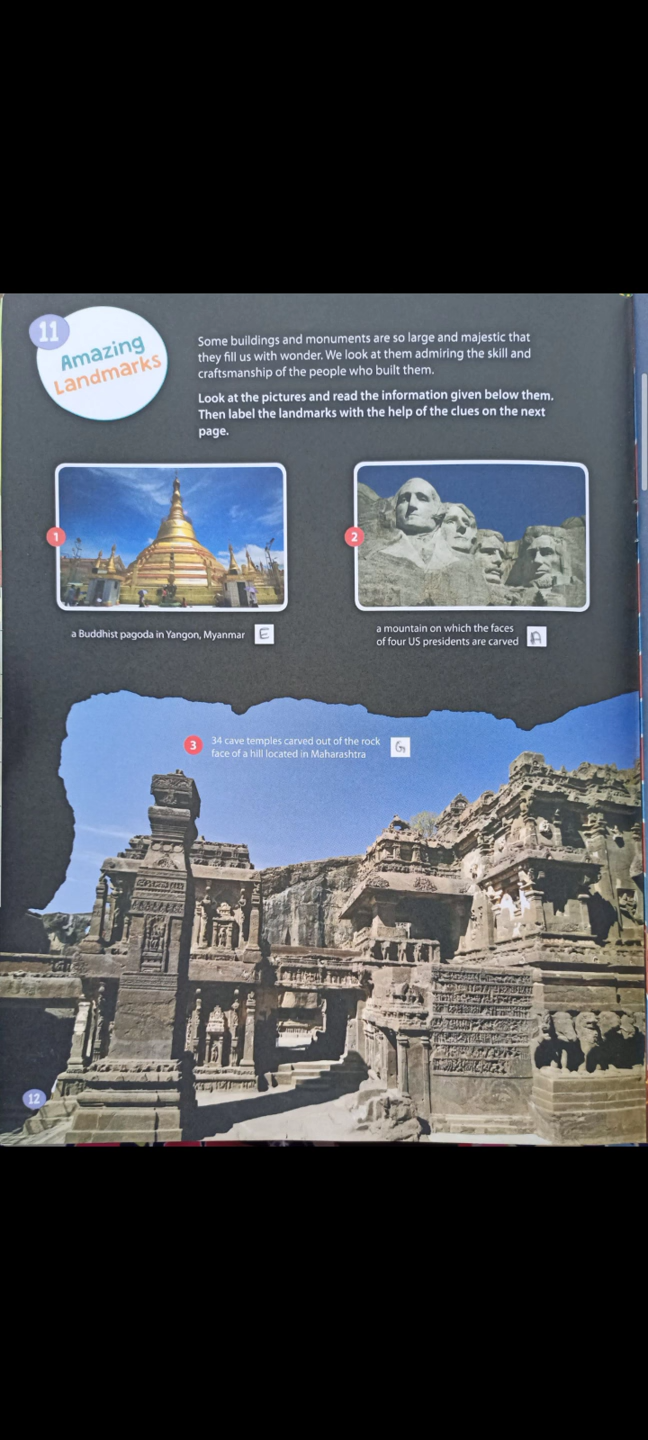 11
Amazing
Landmarks
Some buildings and monuments are so large and majestic that
they fill us with wonder. We look at them admiring the skill and
craftsmanship of the people who built them.
Look at the pictures and read the information given below them.
Then label the landmarks with the help of the clues on the next
page.
1
2
a Buddhist pagoda in Yangon, Myanmar E
a mountain on which the faces
of four US presidents are carved A
3 34 cave temples carved out of the rock
face of a hill located in Maharashtra G
12